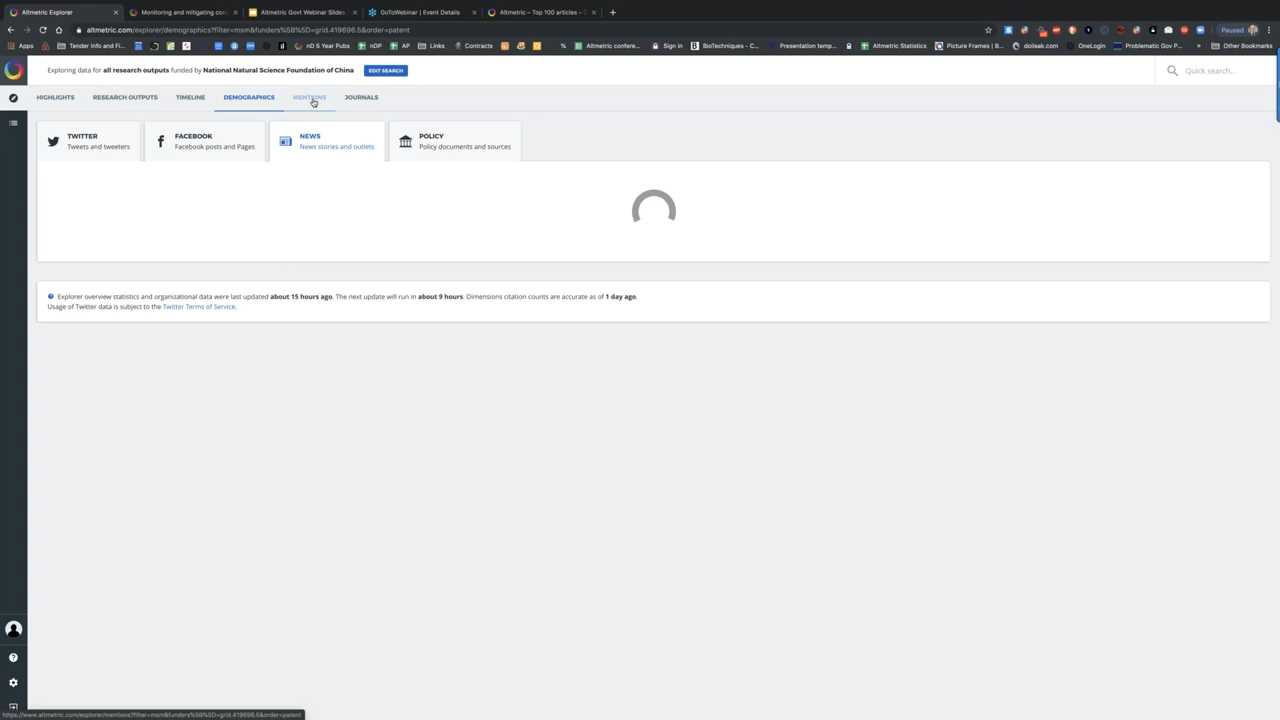 Altmetric Explorer
Monitoring and mitigating con
Altmetric Govt Webinar Slides
GoToWebinar | Event Details
Altmetric – Top 100 articles –
altmetric.com/explorer/demographics?filter=msm&funders%5B%5D=grid.419696.5&order=patent
Paused
Apps
Tender Info and Fi...
nD 6 Year Pubs
nDP
AP
Links
Contracts
Altmetric confere...
Sign in
BioTechniques - C...
Presentation temp...
Altmetric Statistics
Picture Frames | B...
doileak.com
OneLogin
Problematic Gov P...
»
Other Bookmarks
Exploring data for all research outputs funded by National Natural Science Foundation of China
EDIT SEARCH
Quick search...
HIGHLIGHTS
RESEARCH OUTPUTS
TIMELINE
DEMOGRAPHICS
MENTIONS
JOURNALS
TWITTER
Tweets and tweeters
FACEBOOK
Facebook posts and Pages
NEWS
News stories and outlets
POLICY
Policy documents and sources
Explorer overview statistics and organizational data were last updated about 15 hours ago. The next update will run in about 9 hours. Dimensions citation counts are accurate as of 1 day ago.
Usage of Twitter data is subject to the Twitter Terms of Service.
https://www.altmetric.com/explorer/mentions?filter=msm&funders%5B%5D=grid.419696.5&order=patent